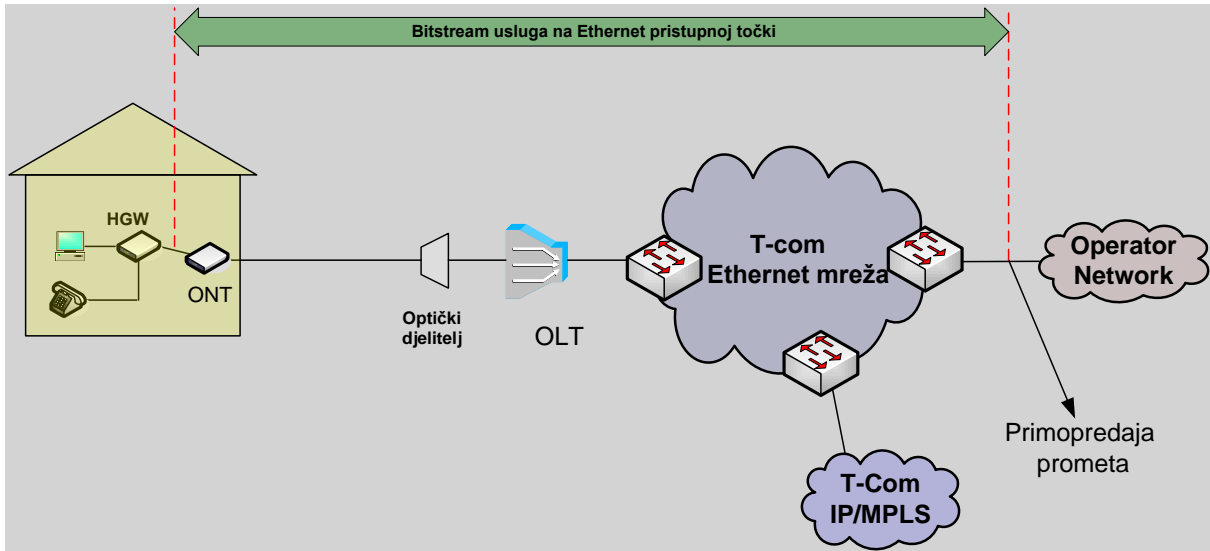 Bitstream usluga na Ethernet pristupnoj točki
HGW
ONT
Optički
djelitelj
OLT
T-com
Ethernet mreža
Operator
Network
Primopredaja
prometa
T-Com
IP/MPLS